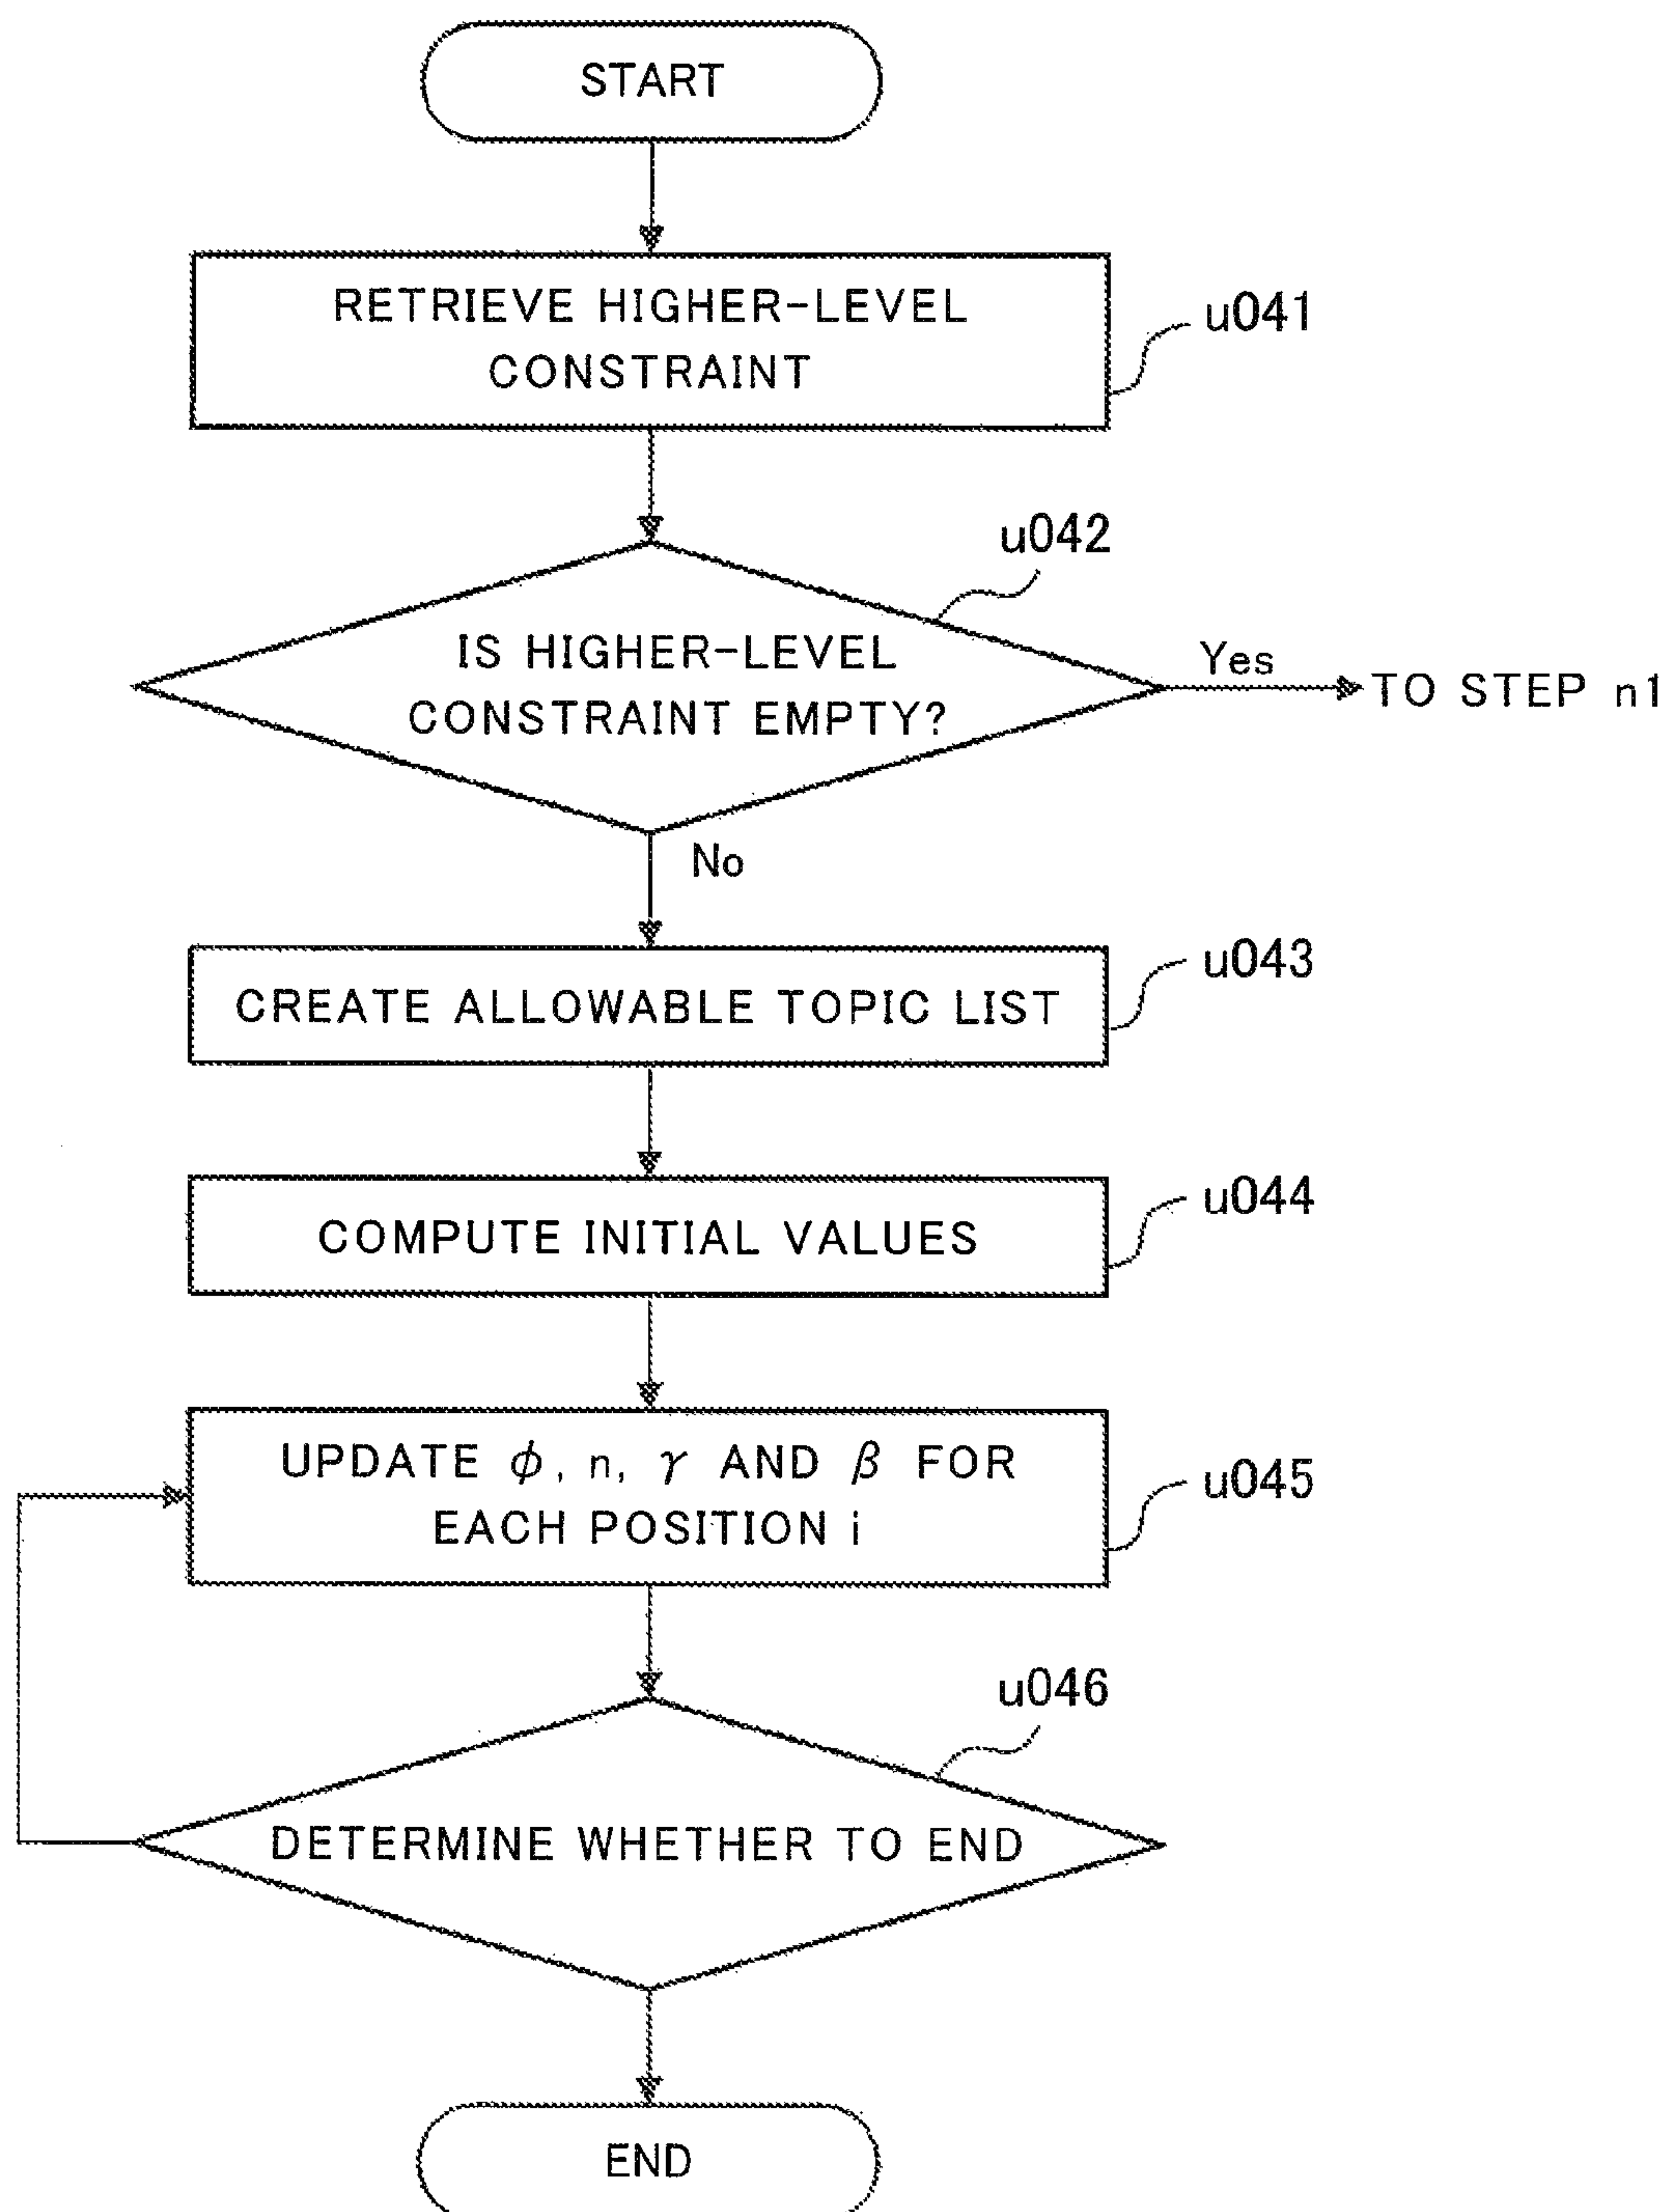 START
RETRIEVE HIGHER-LEVEL
CONSTRAINT
u041
u042
IS HIGHER-LEVEL
CONSTRAINT EMPTY?
Yes
TO STEP n1
No
CREATE ALLOWABLE TOPIC LIST
u043
COMPUTE INITIAL VALUES
u044
UPDATE ϕ, n, γ AND β FOR
EACH POSITION i
u045
u046
DETERMINE WHETHER TO END
END